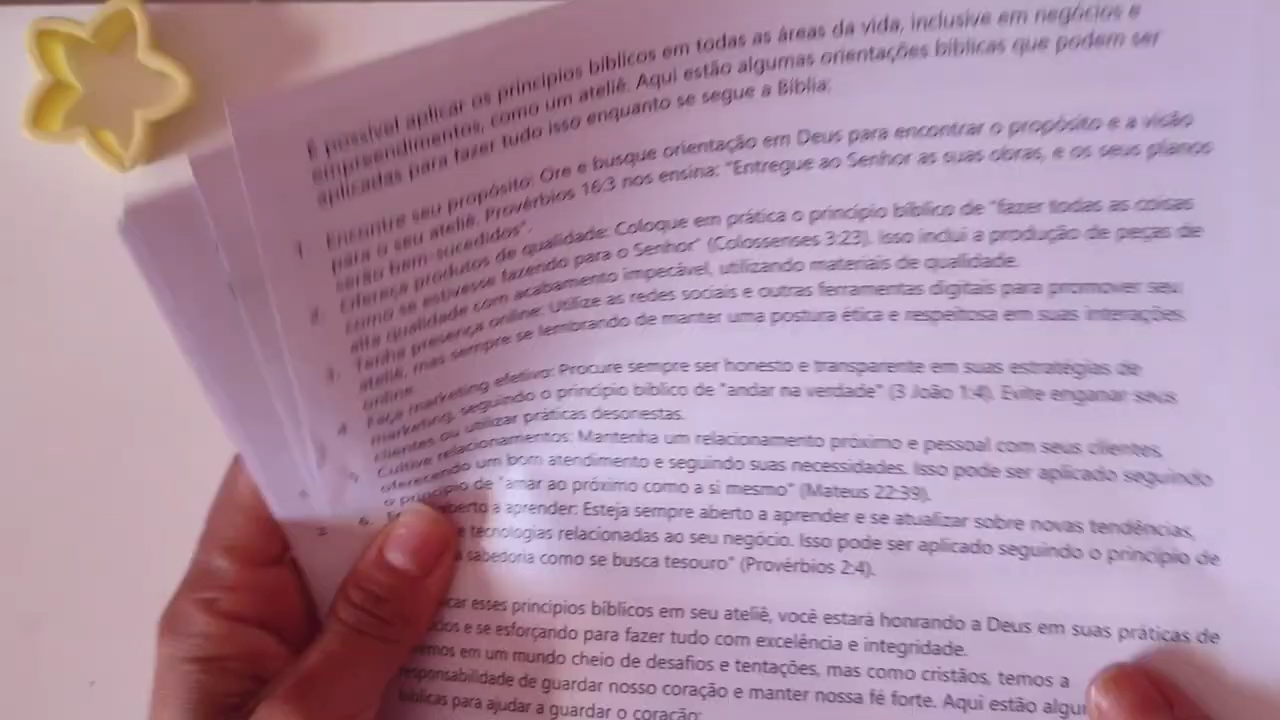 É possível aplicar os princípios bíblicos em todas as áreas da vida, inclusive em negócios e
empreendimentos, como um ateliê. Aqui estão algumas orientações bíblicas que podem ser
aplicadas para fazer tudo isso enquanto se segue a Bíblia:
1. Encontre seu propósito: Ore e busque orientação em Deus para encontrar o propósito e a visão
para o seu ateliê. Provérbios 16:3 nos ensina: "Entregue ao Senhor as suas obras, e os seus planos
serão bem-sucedidos".
2. Ofereça produtos de qualidade: Coloque em prática o princípio bíblico de "fazer todas as coisas
como se estivesse fazendo para o Senhor" (Colossenses 3:23). Isso inclui a produção de peças de
alta qualidade com acabamento impecável, utilizando materiais de qualidade.
3. Tenha presença online: Utilize as redes sociais e outras ferramentas digitais para promover seu
ateliê, mas sempre se lembrando de manter uma postura ética e respeitosa em suas interações
online.
4. Faça marketing efetivo: Procure sempre ser honesto e transparente em suas estratégias de
marketing, seguindo o princípio bíblico de "andar na verdade" (3 João 1:4). Evite enganar seus
clientes ou utilizar práticas desonestas.
Cultive relacionamentos: Mantenha um relacionamento próximo e pessoal com seus clientes,
oferecendo um bom atendimento e seguindo suas necessidades. Isso pode ser aplicado seguindo
o princípio de "amar ao próximo como a si mesmo" (Mateus 22:39).
6. aberto a aprender: Esteja sempre aberto a aprender e se atualizar sobre novas tendências,
e tecnologias relacionadas ao seu negócio. Isso pode ser aplicado seguindo o princípio de
sabedoria como se busca tesouro" (Provérbios 2:4).
esses princípios bíblicos em seu ateliê, você estará honrando a Deus em suas práticas de
e se esforçando para fazer tudo com excelência e integridade.
em um mundo cheio de desafios e tentações, mas como cristãos, temos a
responsabilidade de guardar nosso coração e manter nossa fé forte. Aqui estão
bíblicas para ajudar a guardar o coração: